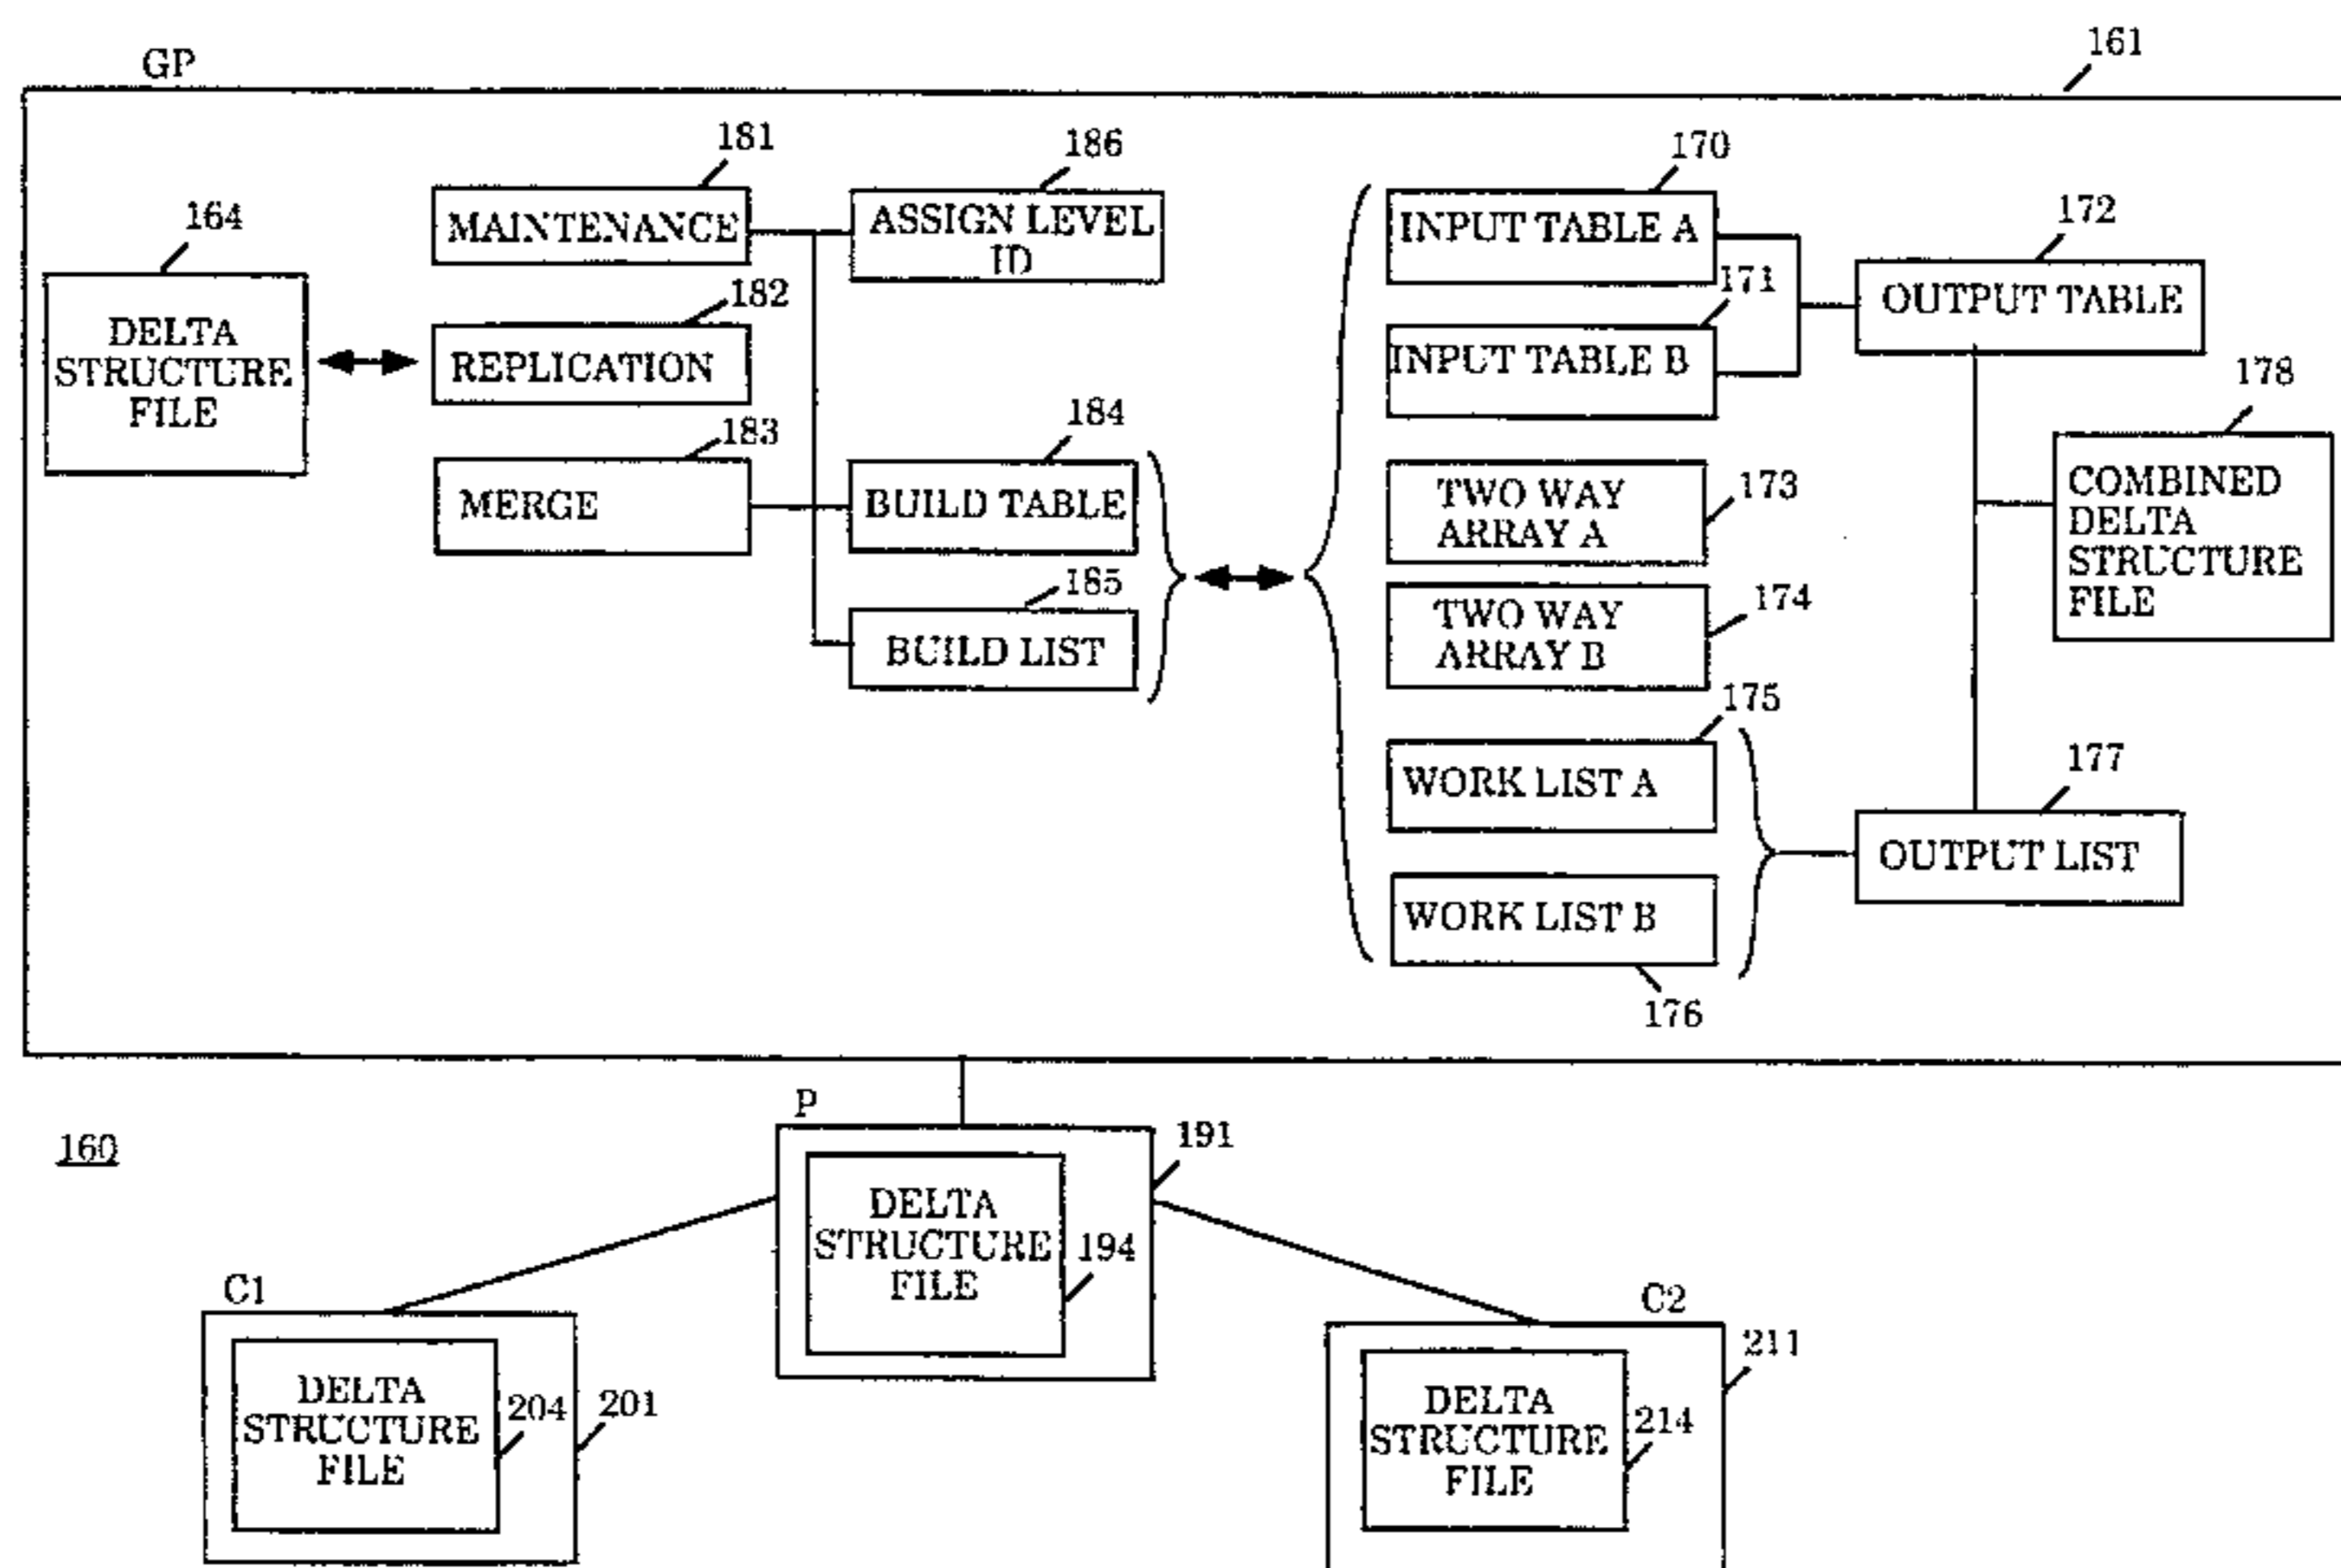 GP
161
181
186
170
164
MAINTENANCE
ASSIGN LEVEL
ID
INPUT TABLE A
172
182
171
OUTPUT TABLE
DELTA
STRUCTURE
FILE
REPLICATION
INPUT TABLE B
178
183
184
MERGE
BUILD TABLE
TWO WAY
ARRAY A
173
COMBINED
DELTA
STRUCTURE
FILE
185
BUILD LIST
TWO WAY
ARRAY B
174
175
WORK LIST A
177
OUTPUT LIST
WORK LIST B
176
160
P
191
DELTA
STRUCTURE
FILE
194
C1
DELTA
STRUCTURE
FILE
204
201
C2
211
DELTA
STRUCTURE
FILE
214